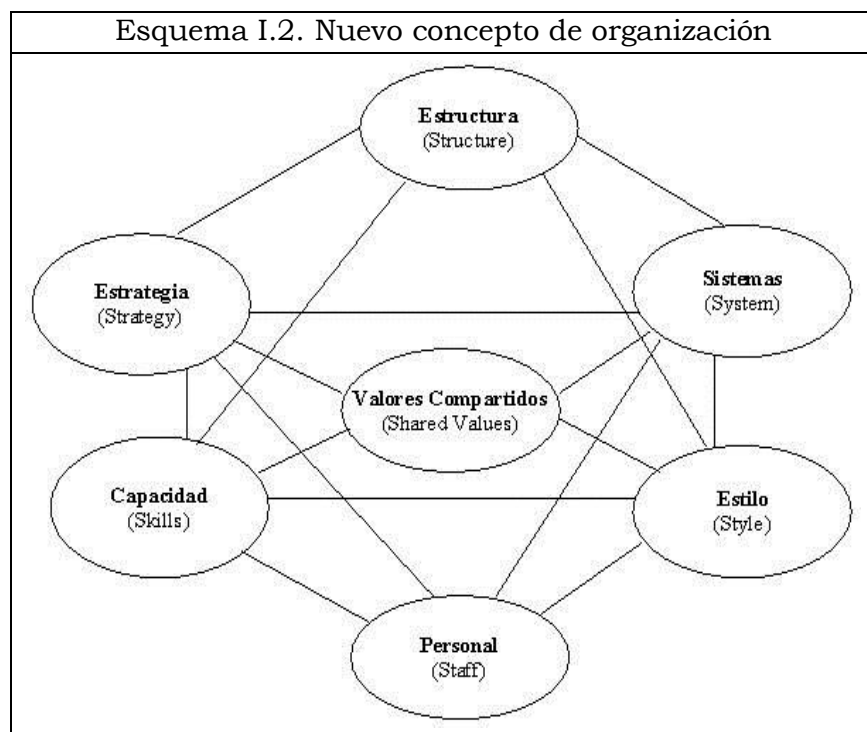 Esquema I.2. Nuevo concepto de organización
Estructura
(Structure)
Estrategia
(Strategy)
Sistemas
(System)
Valores Compartidos
(Shared Values)
Capacidad
(Skills)
Estilo
(Style)
Personal
(Staff)